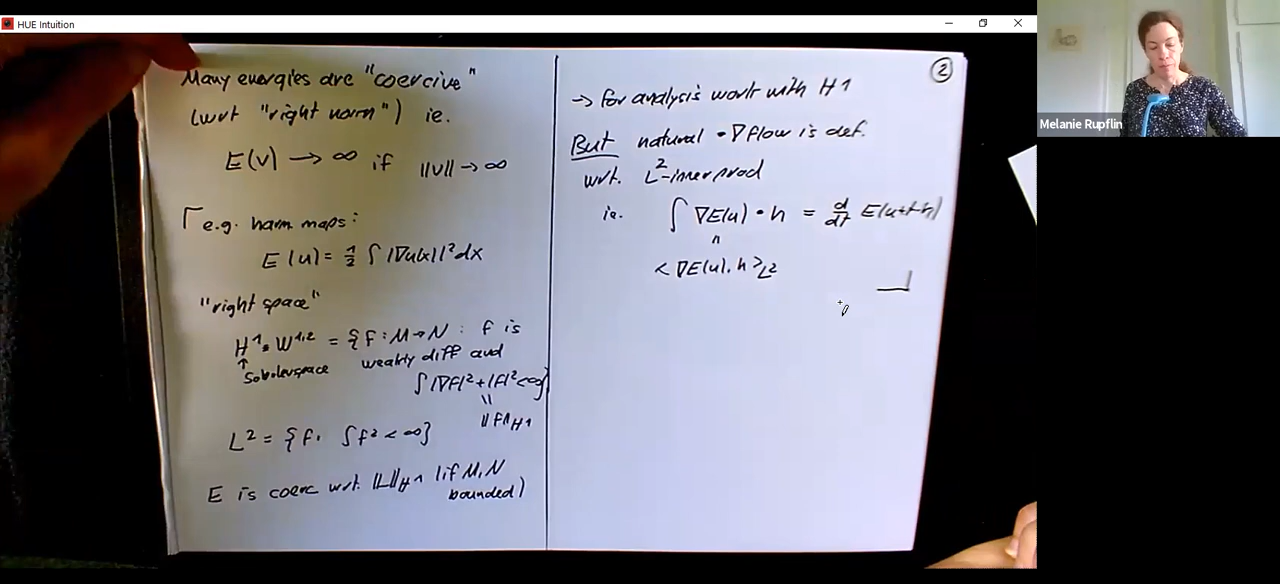 HUE Intuition
Melanie Rupflin
Many energies are "coercive"
(wrt "right norm") ie.
E(v) → ∞ if ||v|| → ∞
e.g. harm maps:
E(u) = 1/2 ∫ |∇u(x)|² dx
"right space"
H¹ = W¹,² = {f: M → N : f is
weakly diff and
Sobolev space
∫ |∇f|² + |f|² < ∞}
||
||f||H¹
L² = {f: ∫ f² < ∞}
E is coerc wrt. || ||H¹ (if M, N
bounded)
②
→ for analysis work with H1
But natural ∇flow is def.
wrt. L²-inner prod
ie. ∫ ∇E(u) • h = d/dt E(u+th)
"
<∇E(u), h>L²